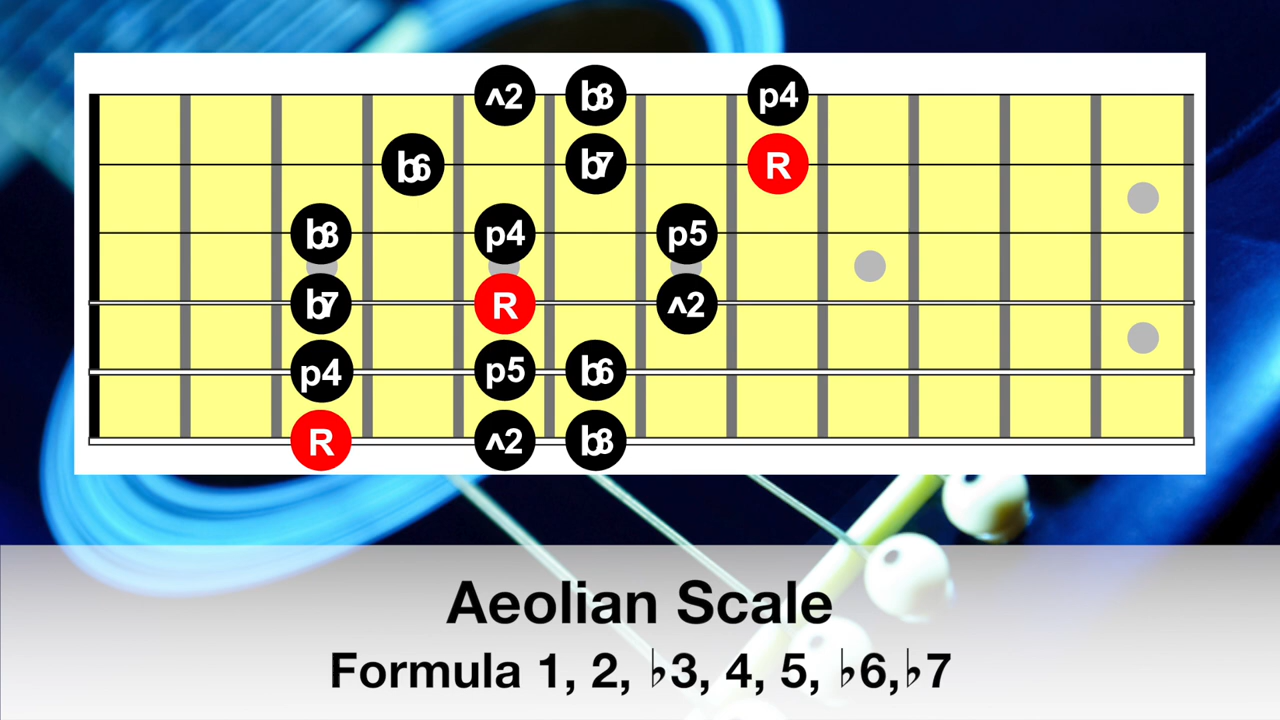 ^2 b3 p4
b6 b7 R
b3 p4 p5
b7 R ^2
p4 p5 b6
R ^2 b3
Aeolian Scale
Formula 1, 2, ♭3, 4, 5, ♭6,♭7